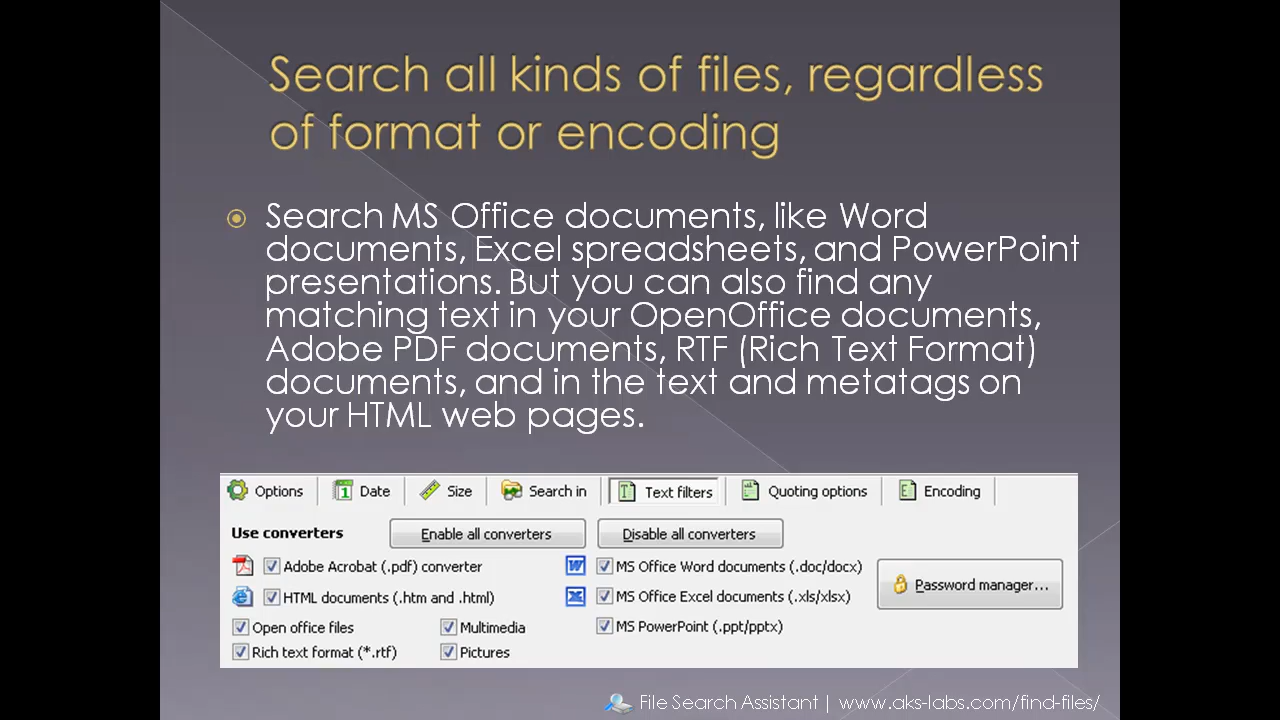 Search all kinds of files, regardless
of format or encoding
Search MS Office documents, like Word
documents, Excel spreadsheets, and PowerPoint
presentations. But you can also find any
matching text in your OpenOffice documents,
Adobe PDF documents, RTF (Rich Text Format)
documents, and in the text and metatags on
your HTML web pages.
Options Date Size Search in Text filters Quoting options Encoding
Use converters Enable all converters Disable all converters
Adobe Acrobat (.pdf) converter MS Office Word documents (.doc/docx)
Password manager...
HTML documents (.htm and .html) MS Office Excel documents (.xls/xlsx)
Open office files Multimedia MS PowerPoint (.ppt/pptx)
Rich text format (*.rtf) Pictures
File Search Assistant | www.aks-labs.com/find-files/